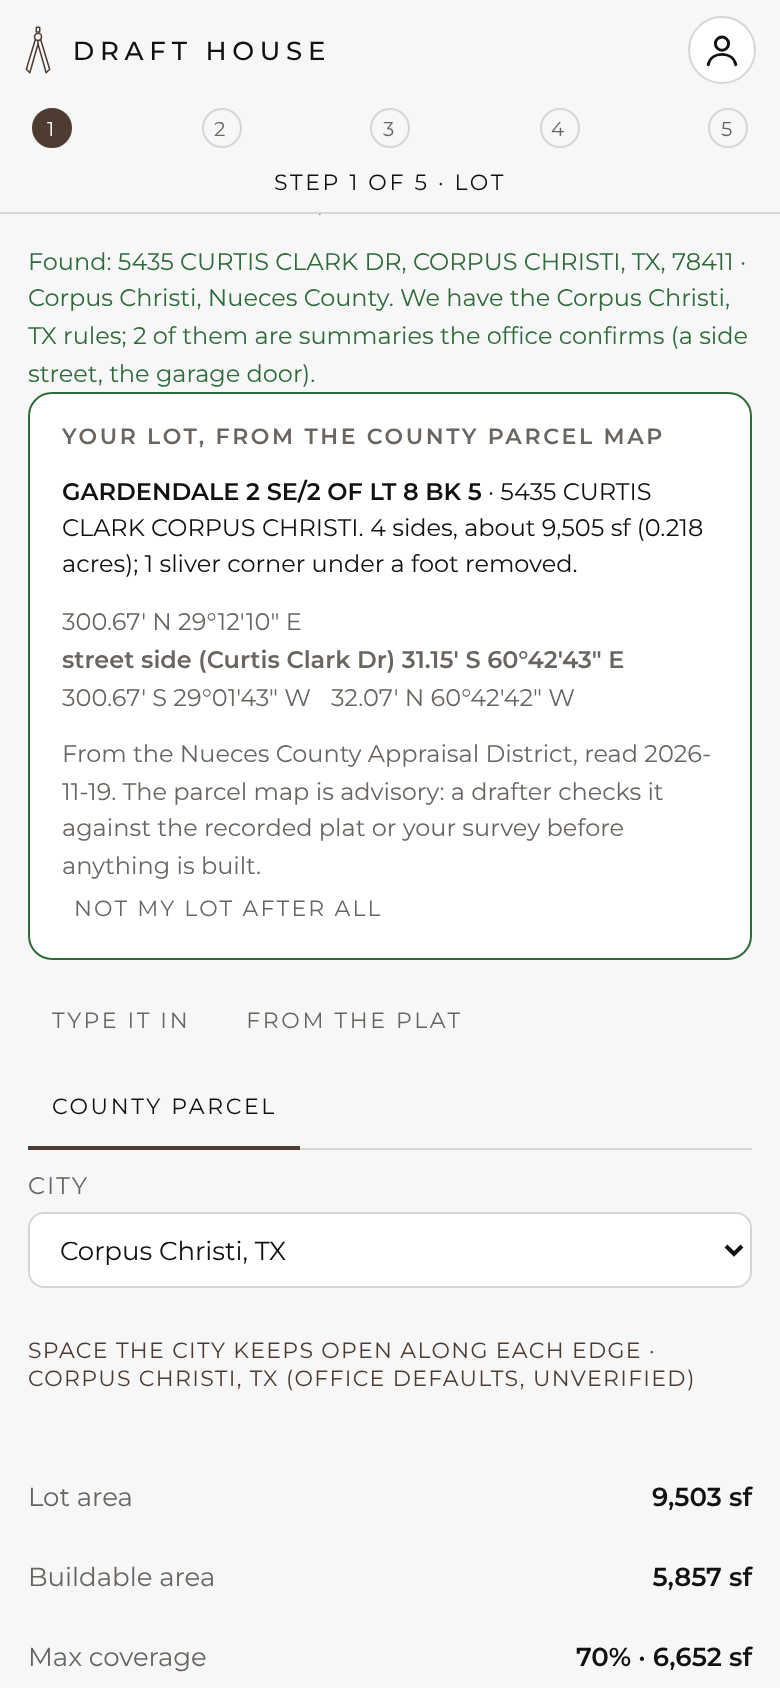 DRAFT HOUSE
1 2 3 4 5
STEP 1 OF 5 · LOT
Found: 5435 CURTIS CLARK DR, CORPUS CHRISTI, TX, 78411 ·
Corpus Christi, Nueces County. We have the Corpus Christi,
TX rules; 2 of them are summaries the office confirms (a side
street, the garage door).
YOUR LOT, FROM THE COUNTY PARCEL MAP
GARDENDALE 2 SE/2 OF LT 8 BK 5 · 5435 CURTIS
CLARK CORPUS CHRISTI. 4 sides, about 9,505 sf (0.218
acres); 1 sliver corner under a foot removed.
300.67' N 29°12'10" E
street side (Curtis Clark Dr) 31.15' S 60°42'43" E
300.67' S 29°01'43" W 32.07' N 60°42'42" W
From the Nueces County Appraisal District, read 2026-
11-19. The parcel map is advisory: a drafter checks it
against the recorded plat or your survey before
anything is built.
NOT MY LOT AFTER ALL
TYPE IT IN FROM THE PLAT
COUNTY PARCEL
CITY
Corpus Christi, TX
SPACE THE CITY KEEPS OPEN ALONG EACH EDGE ·
CORPUS CHRISTI, TX (OFFICE DEFAULTS, UNVERIFIED)
Lot area 9,503 sf
Buildable area 5,857 sf
Max coverage 70% · 6,652 sf